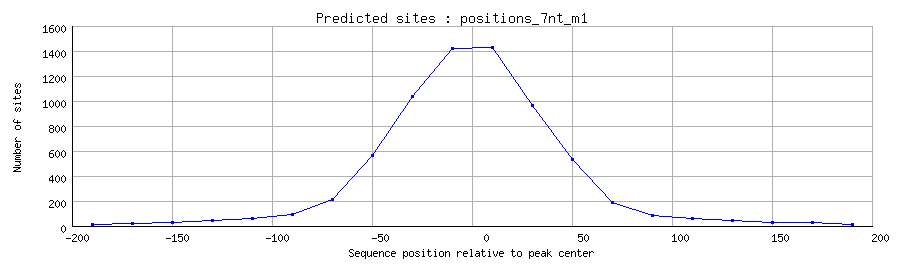 Predicted sites : positions_7nt_m1
Number of sites
1600
1400
1200
1000
800
600
400
200
0
-200 -150 -100 -50 0 50 100 150 200
Sequence position relative to peak center